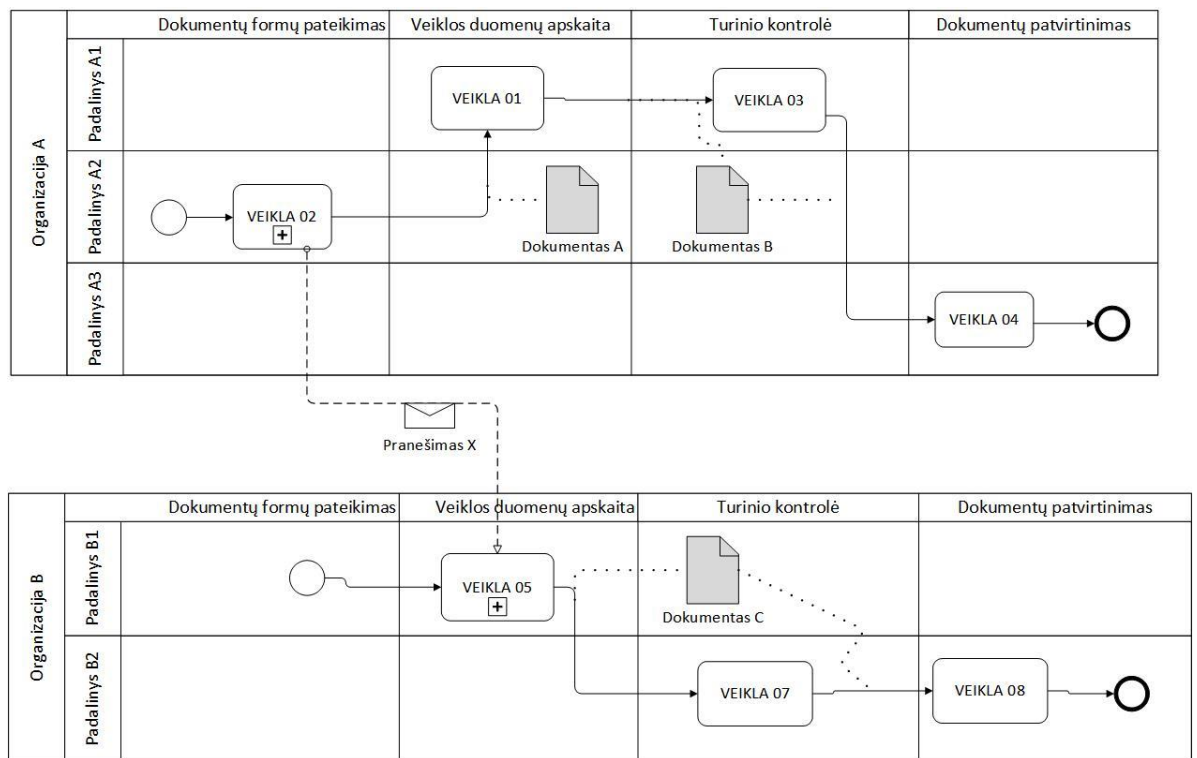 Dokumentų formų pateikimas
Veiklos duomenų apskaita
Turinio kontrolė
Dokumentų patvirtinimas
Organizacija A
Padalinys A1
VEIKLA 01
VEIKLA 03
Padalinys A2
VEIKLA 02
Dokumentas A
Dokumentas B
Padalinys A3
VEIKLA 04
Pranešimas X
Dokumentų formų pateikimas
Veiklos duomenų apskaita
Turinio kontrolė
Dokumentų patvirtinimas
Organizacija B
Padalinys B1
VEIKLA 05
Dokumentas C
Padalinys B2
VEIKLA 07
VEIKLA 08